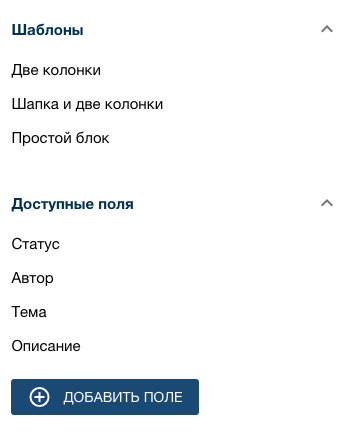 Шаблоны
Две колонки
Шапка и две колонки
Простой блок
Доступные поля
Статус
Автор
Тема
Описание
ДОБАВИТЬ ПОЛЕ